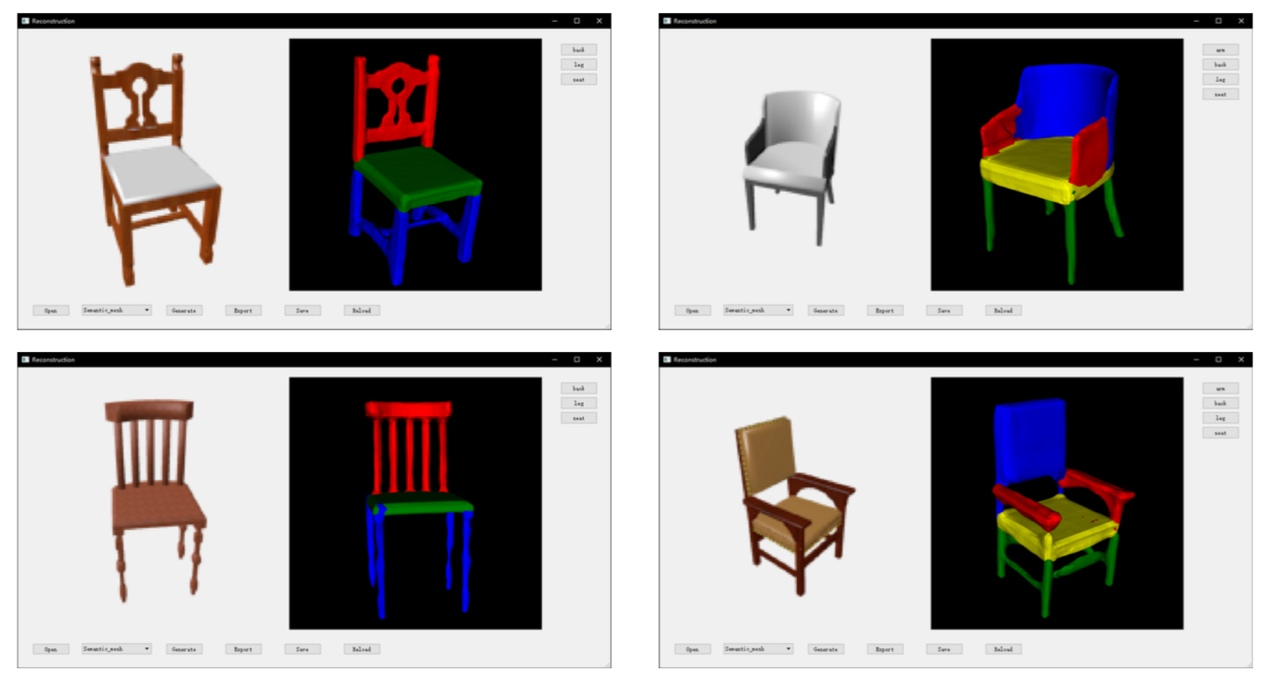 Reconstruction
back
leg
seat
Open Semantic_mesh Generate Export Save Reload
Reconstruction
arm
back
leg
seat
Open Semantic_mesh Generate Export Save Reload
Reconstruction
back
leg
seat
Open Semantic_mesh Generate Export Save Reload
Reconstruction
arm
back
leg
seat
Open Semantic_mesh Generate Export Save Reload